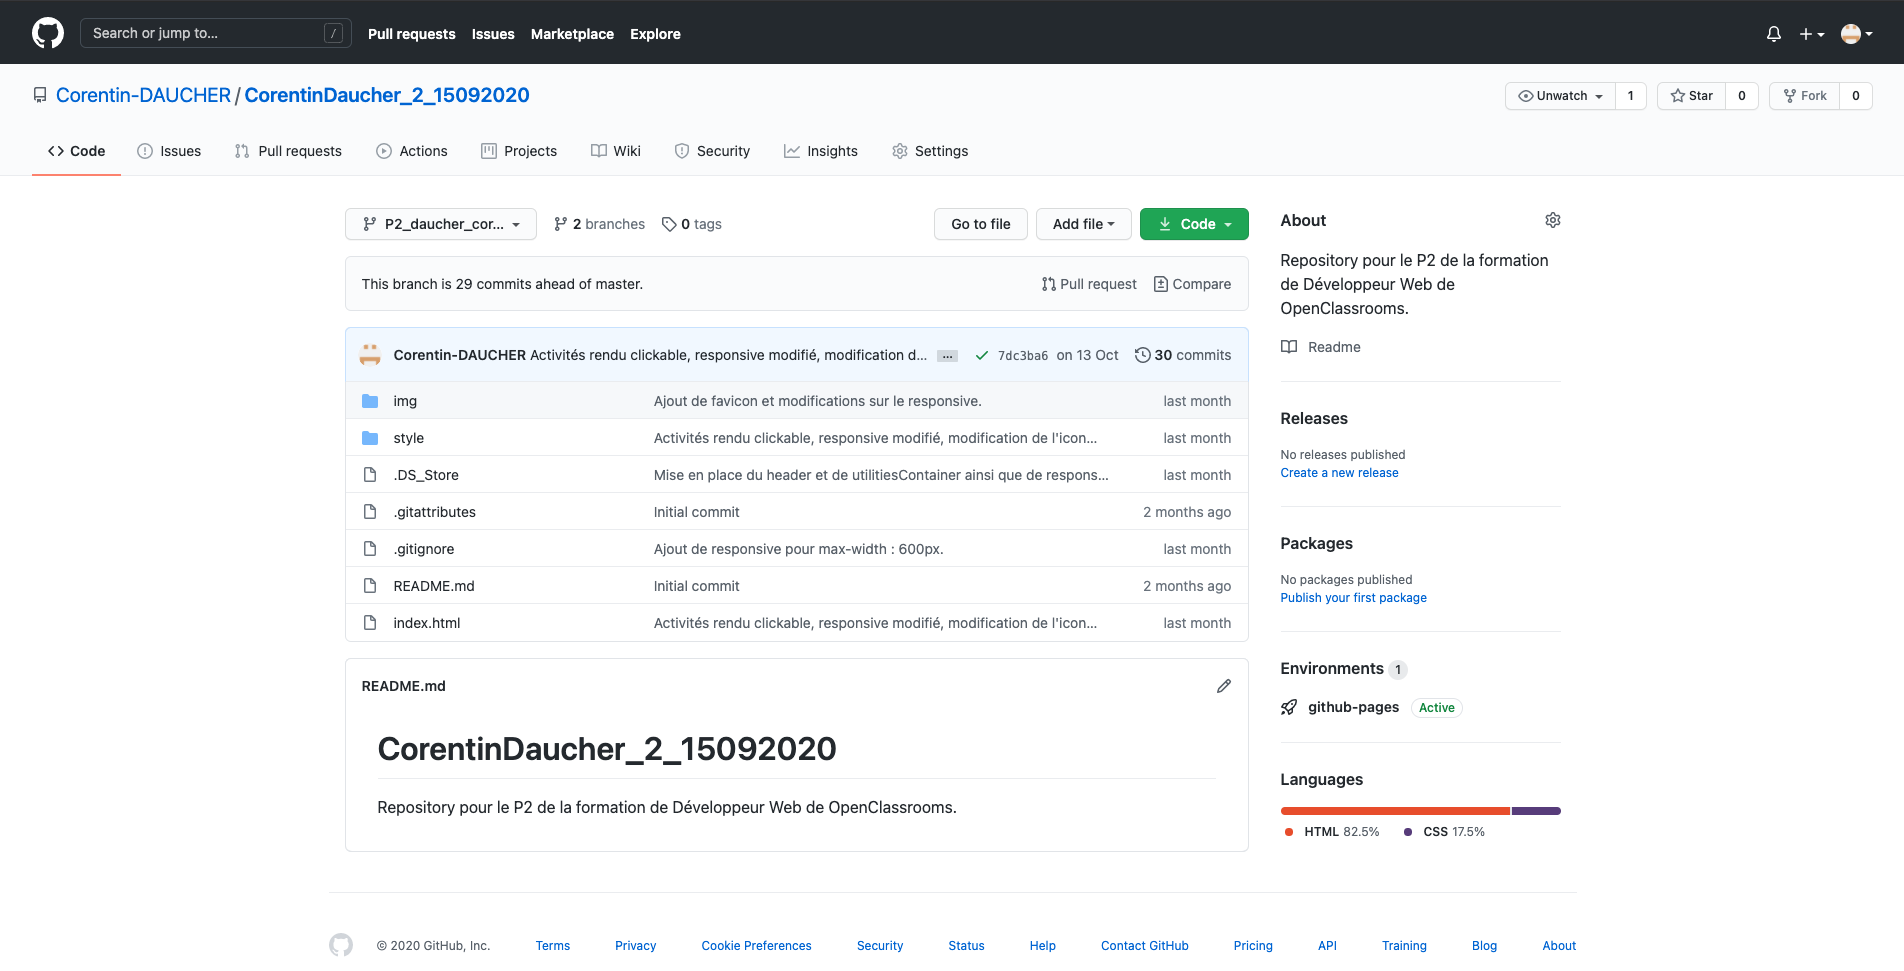 Search or jump to...
/
Pull requests
Issues
Marketplace
Explore
Corentin-DAUCHER / CorentinDaucher_2_15092020
Unwatch 1
Star 0
Fork 0
Code
Issues
Pull requests
Actions
Projects
Wiki
Security
Insights
Settings
P2_daucher_cor...
2 branches
0 tags
Go to file
Add file
Code
This branch is 29 commits ahead of master.
Pull request
Compare
Corentin-DAUCHER Activités rendu clickable, responsive modifié, modification d... ... 7dc3ba6 on 13 Oct 30 commits
img Ajout de favicon et modifications sur le responsive. last month
style Activités rendu clickable, responsive modifié, modification de l'icon... last month
.DS_Store Mise en place du header et de utilitiesContainer ainsi que de respons... last month
.gitattributes Initial commit 2 months ago
.gitignore Ajout de responsive pour max-width : 600px. last month
README.md Initial commit 2 months ago
index.html Activités rendu clickable, responsive modifié, modification de l'icon... last month
README.md
CorentinDaucher_2_15092020
Repository pour le P2 de la formation de Développeur Web de OpenClassrooms.
About
Repository pour le P2 de la formation
de Développeur Web de
OpenClassrooms.
Readme
Releases
No releases published
Create a new release
Packages
No packages published
Publish your first package
Environments 1
github-pages Active
Languages
HTML 82.5% CSS 17.5%
© 2020 GitHub, Inc.
Terms
Privacy
Cookie Preferences
Security
Status
Help
Contact GitHub
Pricing
API
Training
Blog
About